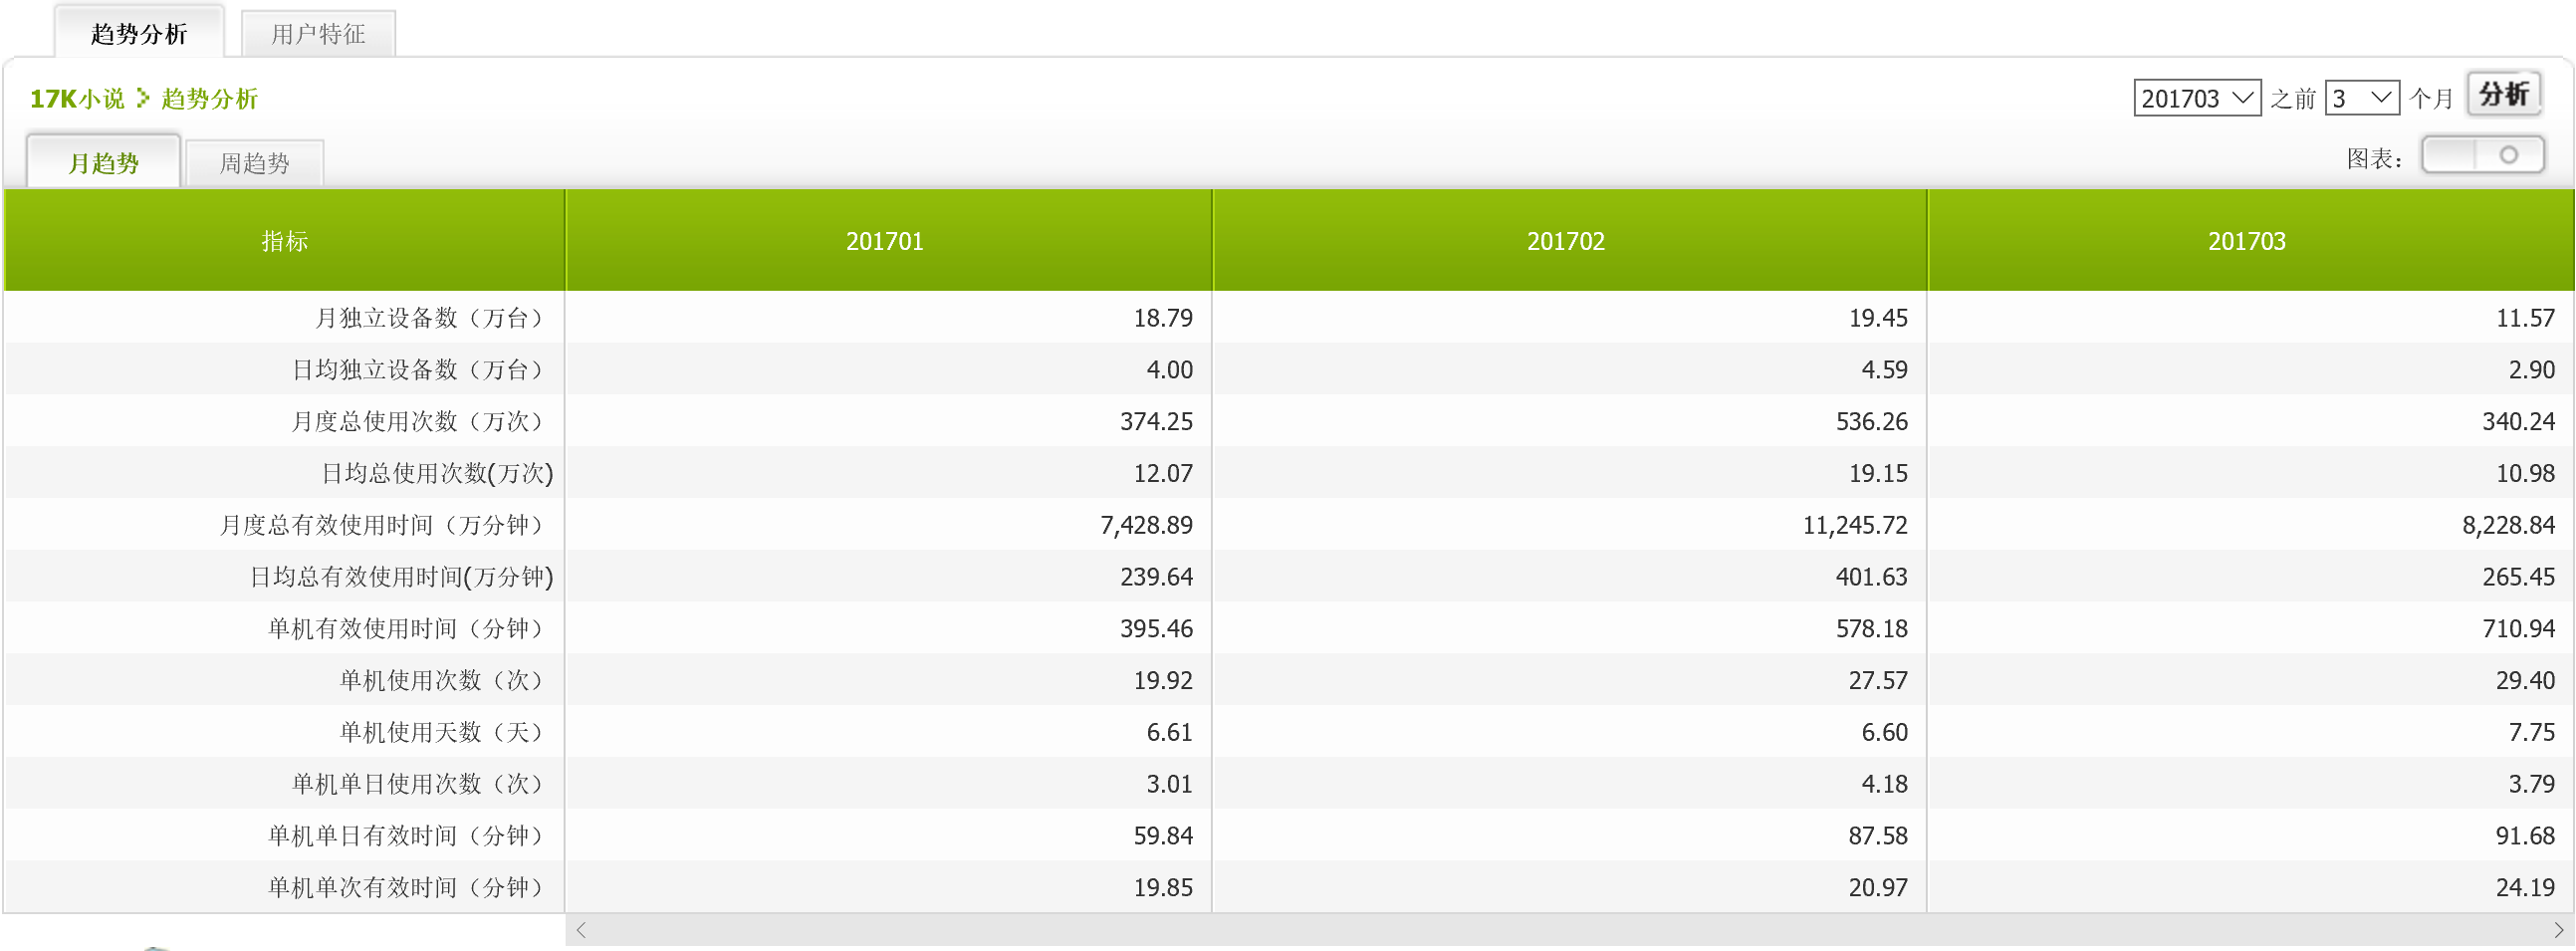 趋势分析 用户特征
17K小说 趋势分析 201703 之前 3 个月 分析
月趋势 周趋势 图表：
指标 201701 201702 201703
月独立设备数（万台） 18.79 19.45 11.57
日均独立设备数（万台） 4.00 4.59 2.90
月度总使用次数（万次） 374.25 536.26 340.24
日均总使用次数(万次) 12.07 19.15 10.98
月度总有效使用时间（万分钟） 7,428.89 11,245.72 8,228.84
日均总有效使用时间(万分钟) 239.64 401.63 265.45
单机有效使用时间（分钟） 395.46 578.18 710.94
单机使用次数（次） 19.92 27.57 29.40
单机使用天数（天） 6.61 6.60 7.75
单机单日使用次数（次） 3.01 4.18 3.79
单机单日有效时间（分钟） 59.84 87.58 91.68
单机单次有效时间（分钟） 19.85 20.97 24.19